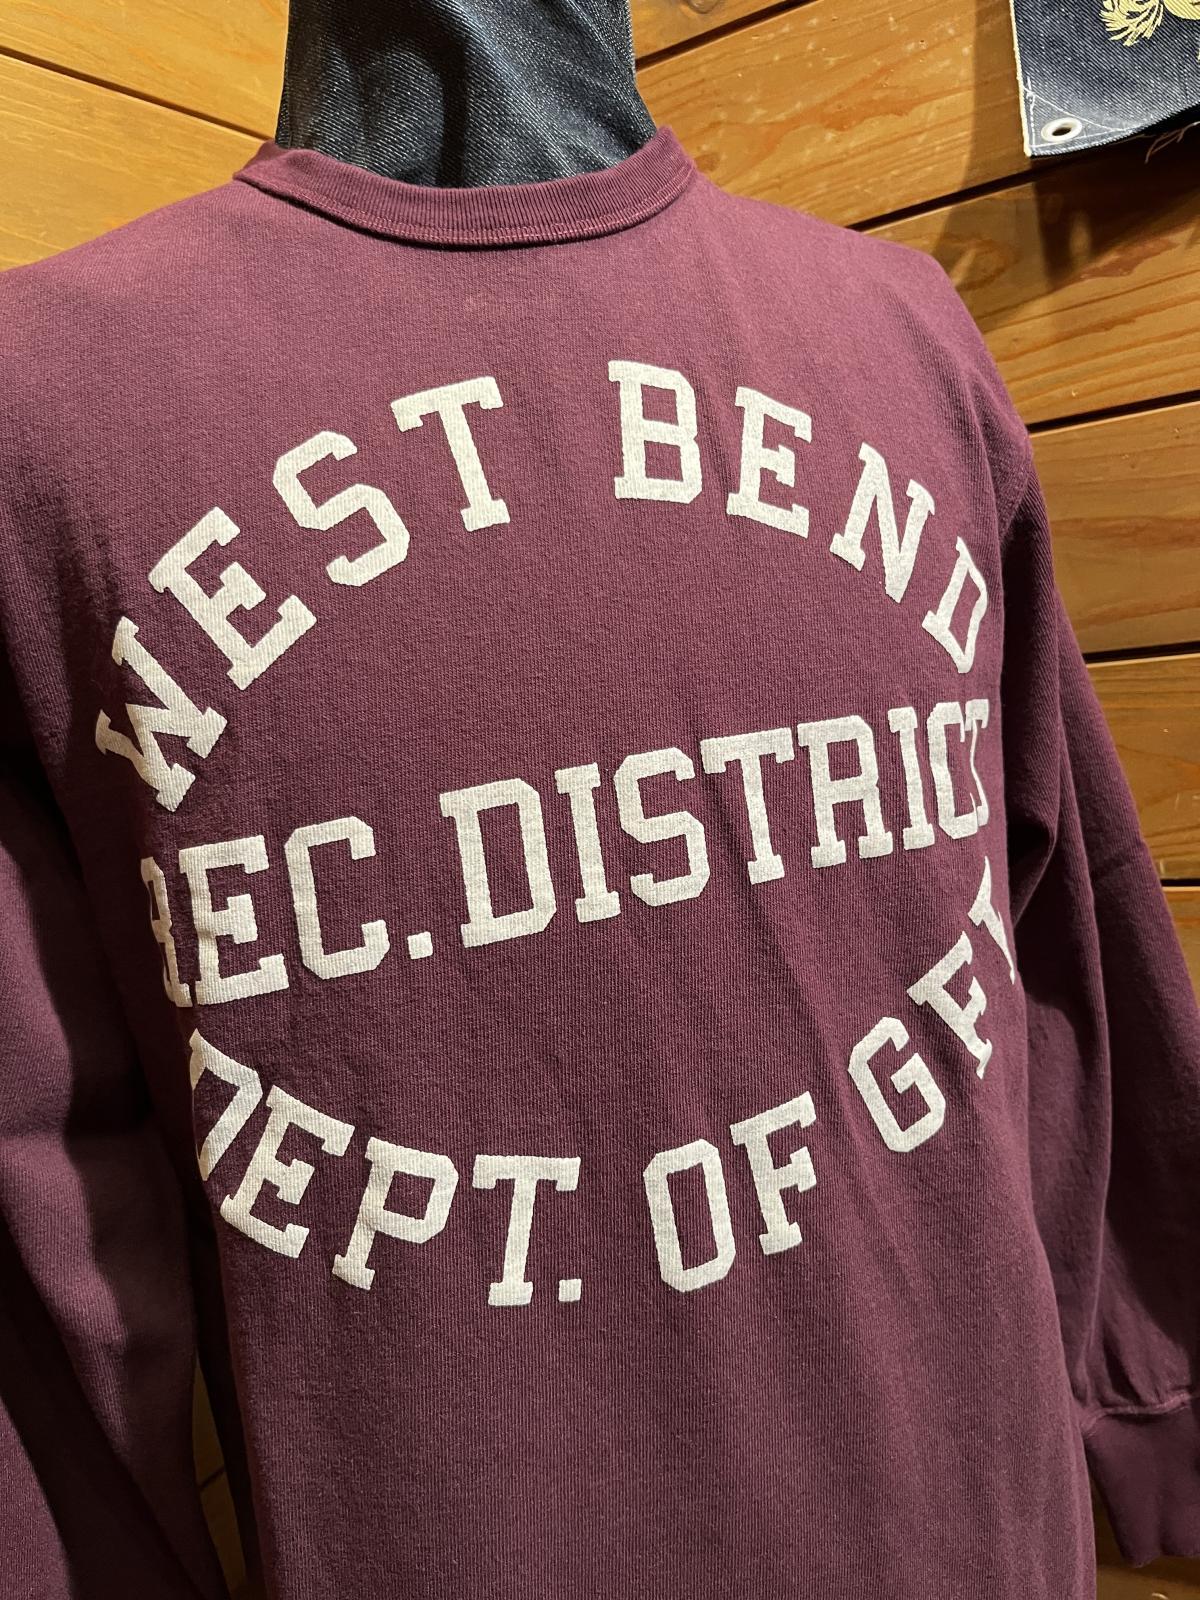 WEST BEND
REC. DISTRICT
DEPT. OF